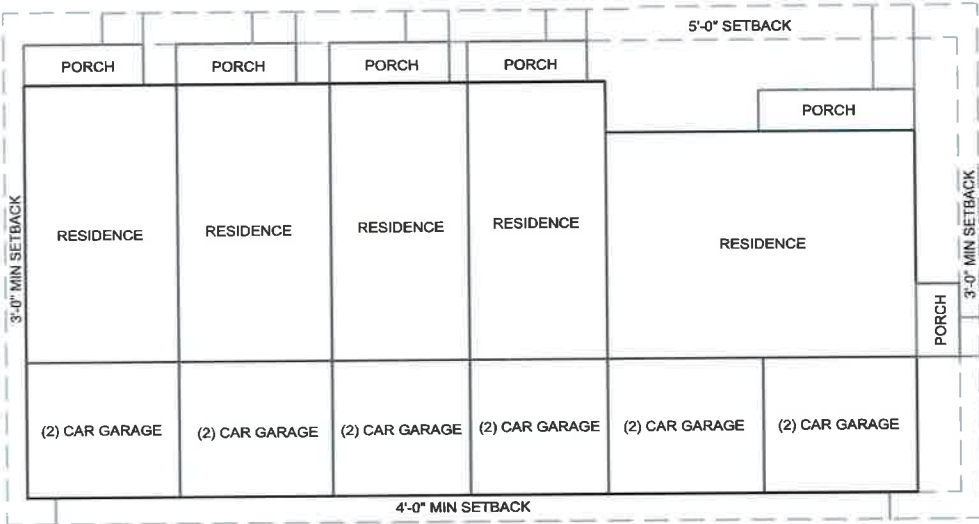 5'-0" SETBACK
PORCH
PORCH
PORCH
PORCH
PORCH
3'-0" MIN SETBACK
RESIDENCE
RESIDENCE
RESIDENCE
RESIDENCE
RESIDENCE
3'-0" MIN SETBACK
PORCH
(2) CAR GARAGE
(2) CAR GARAGE
(2) CAR GARAGE
(2) CAR GARAGE
(2) CAR GARAGE
(2) CAR GARAGE
4'-0" MIN SETBACK